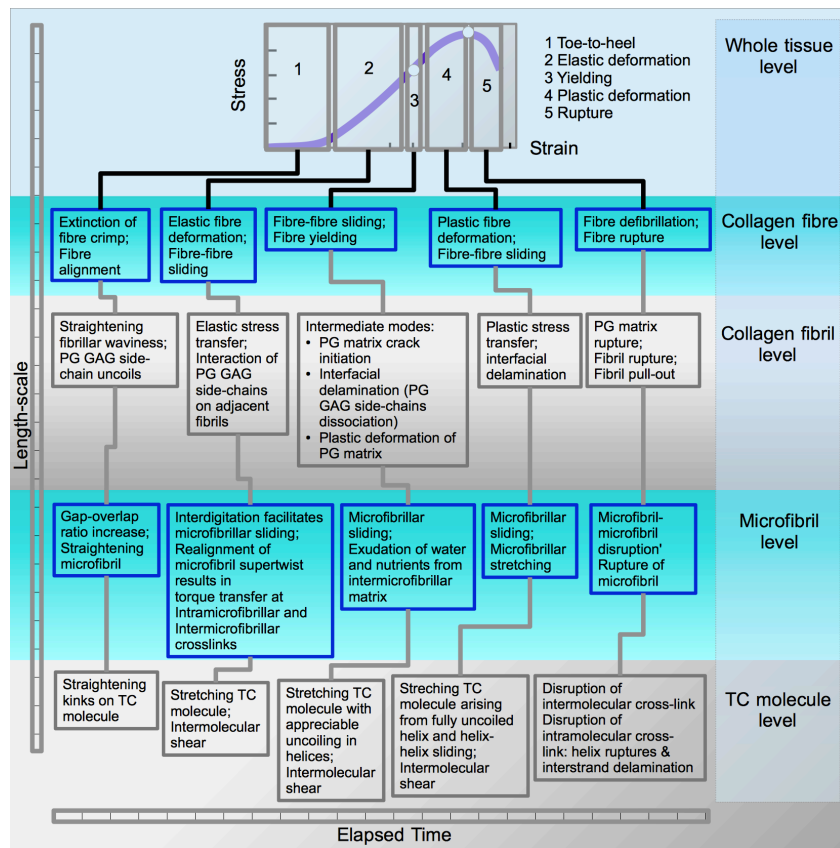 Whole tissue
level
1 Toe-to-heel
2 Elastic deformation
3 Yielding
4 Plastic deformation
5 Rupture
Stress
1
2
3
4
5
Strain
Extinction of
fibre crimp;
Fibre
alignment
Elastic fibre
deformation;
Fibre-fibre
sliding
Fibre-fibre sliding;
Fibre yielding
Plastic fibre
deformation;
Fibre-fibre sliding
Fibre defibrillation;
Fibre rupture
Collagen fibre
level
Straightening
fibrillar waviness;
PG GAG side-
chain uncoils
Elastic stress
transfer;
Interaction of
PG GAG
side-chains
on adjacent
fibrils
Intermediate modes:
• PG matrix crack
initiation
• Interfacial
delamination (PG
GAG side-chains
dissociation)
• Plastic deformation of
PG matrix
Plastic stress
transfer;
interfacial
delamination
PG matrix
rupture;
Fibril rupture;
Fibril pull-out
Collagen fibril
level
Length-scale
Gap-overlap
ratio increase;
Straightening
microfibril
Interdigitation facilitates
microfibrillar sliding;
Realignment of
microfibril supertwist
results in
torque transfer at
Intramicrofibrillar and
Intermicrofibrillar
crosslinks
Microfibrillar
sliding;
Exudation of water
and nutrients from
intermicrofibrillar
matrix
Microfibrillar
sliding;
Microfibrillar
stretching
Microfibril-
microfibril
disruption'
Rupture of
microfibril
Microfibril
level
Straightening
kinks on TC
molecule
Stretching TC
molecule;
Intermolecular
shear
Stretching TC
molecule with
appreciable
uncoiling in
helices;
Intermolecular
shear
Streching TC
molecule arising
from fully uncoiled
helix and helix-
helix sliding;
Intermolecular
shear
Disruption of
intermolecular cross-link
Disruption of
intramolecular cross-
link: helix ruptures &
interstrand delamination
TC molecule
level
Elapsed Time